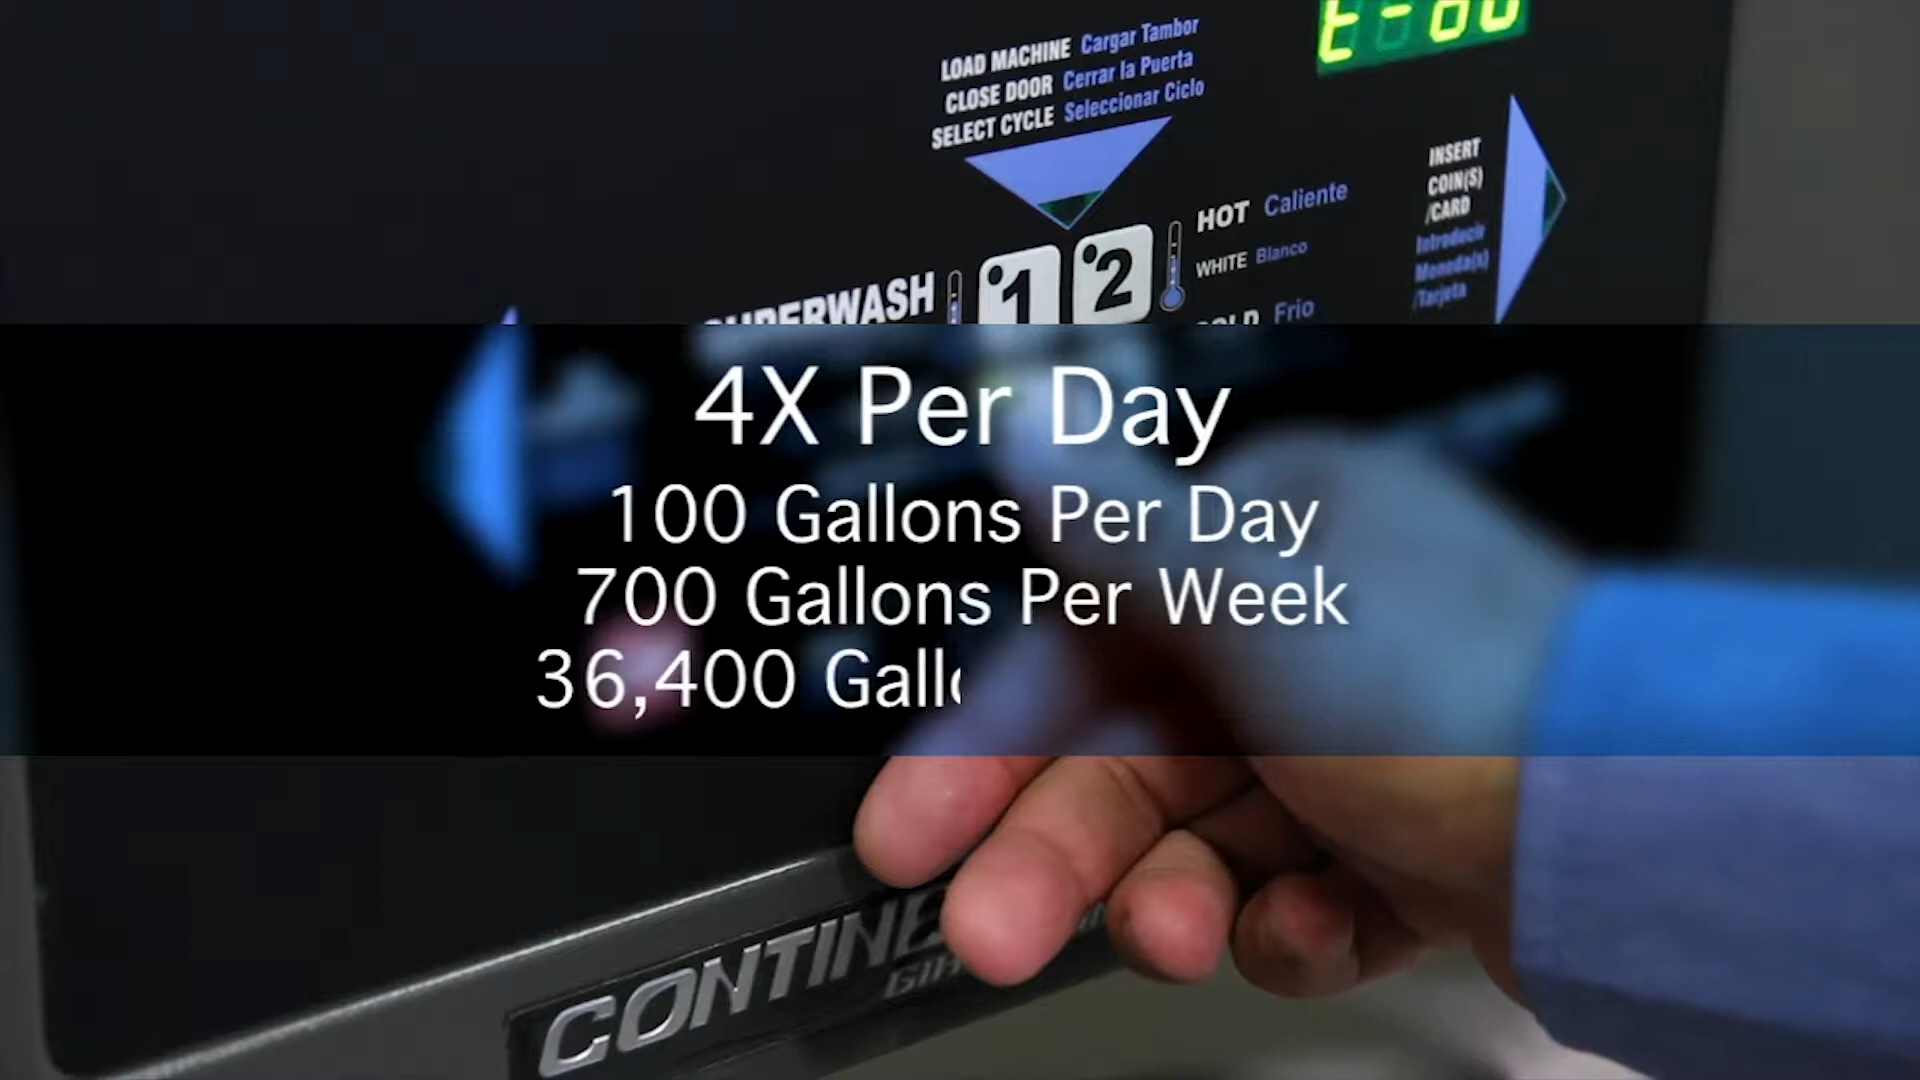 LOAD MACHINE Cargar Tambor
CLOSE DOOR Cerrar la Puerta
SELECT CYCLE Seleccionar Ciclo
INSERT
COIN(S)
/CARD
Introducir
Moneda(s)
/Tarjeta
HOT Caliente
WHITE Blanco
Frio
1 2
4X Per Day
100 Gallons Per Day
700 Gallons Per Week
36,400 Gall